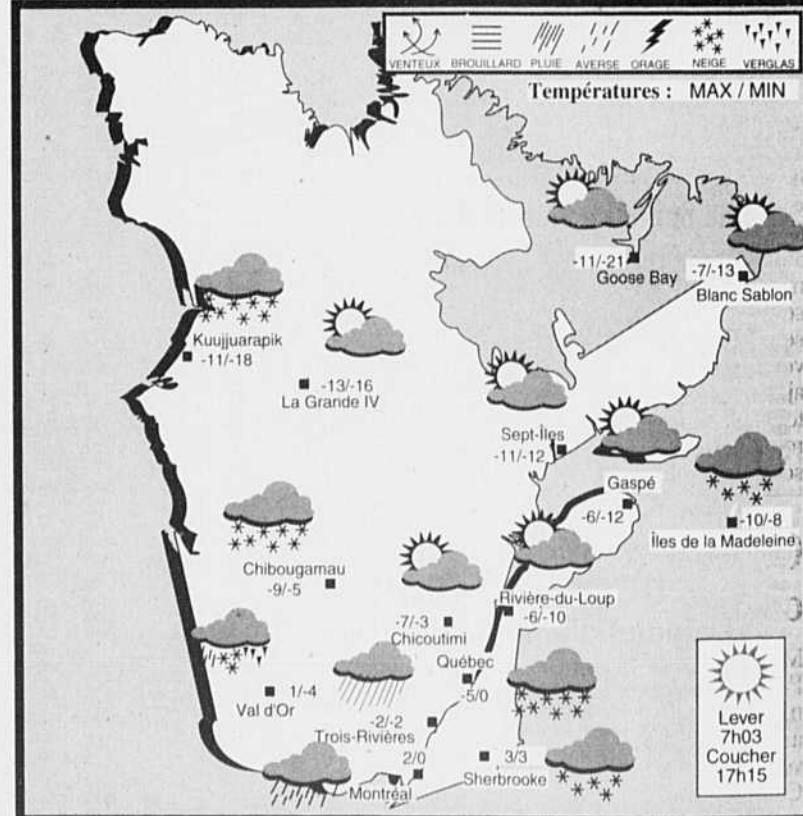 VENTEUX BROUILLARD PLUIE AVERSE ORAGE NEIGE VERGLAS
Températures : MAX / MIN
-11/-21
Goose Bay
-7/-13
Blanc Sablon
Kuujjuarapik
-11/-18
-13/-16
La Grande IV
Sept-Îles
-11/-12
Gaspé
-6/-12
-10/-8
Îles de la Madeleine
Chibougamau
-9/-5
Rivière-du-Loup
-6/-10
-7/-3
Chicoutimi
Québec
-5/0
1/-4
Val d'Or
-2/-2
Trois-Rivières
2/0
Montréal
3/3
Sherbrooke
Lever
7h03
Coucher
17h15